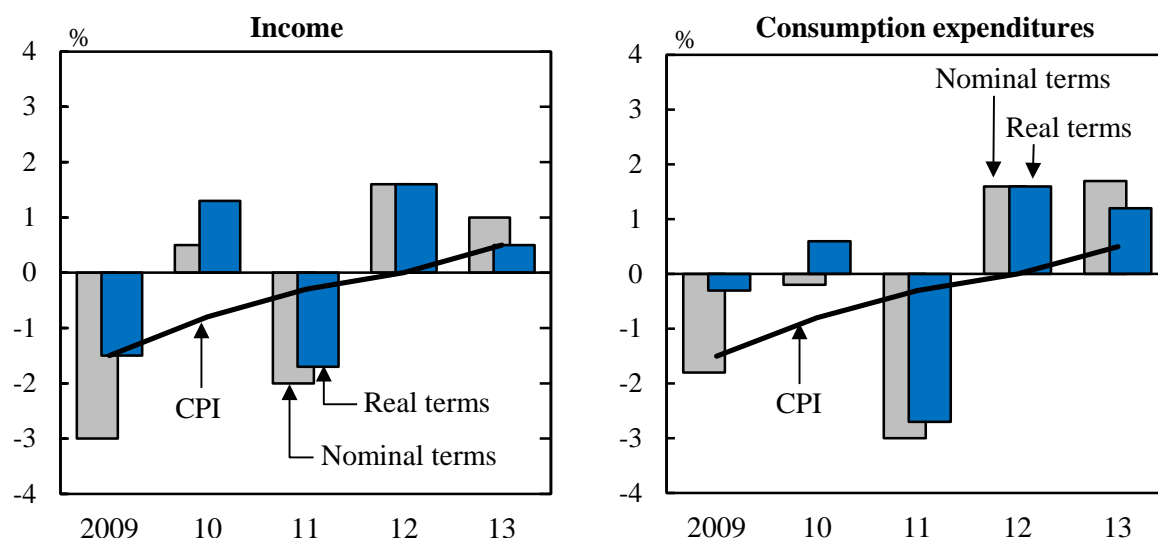 Income
%
4
3
2
1
0
-1
-2
-3
-4
CPI
Real terms
Nominal terms
2009 10 11 12 13
Consumption expenditures
%
4
3
2
1
0
-1
-2
-3
-4
Nominal terms
Real terms
CPI
2009 10 11 12 13